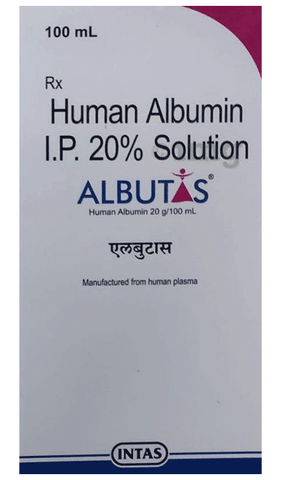 100 mL
Rx
Human Albumin
I.P. 20% Solution
ALBUTAS®
Human Albumin 20 g/100 mL
एलबुटास
Manufactured from human plasma
INTAS